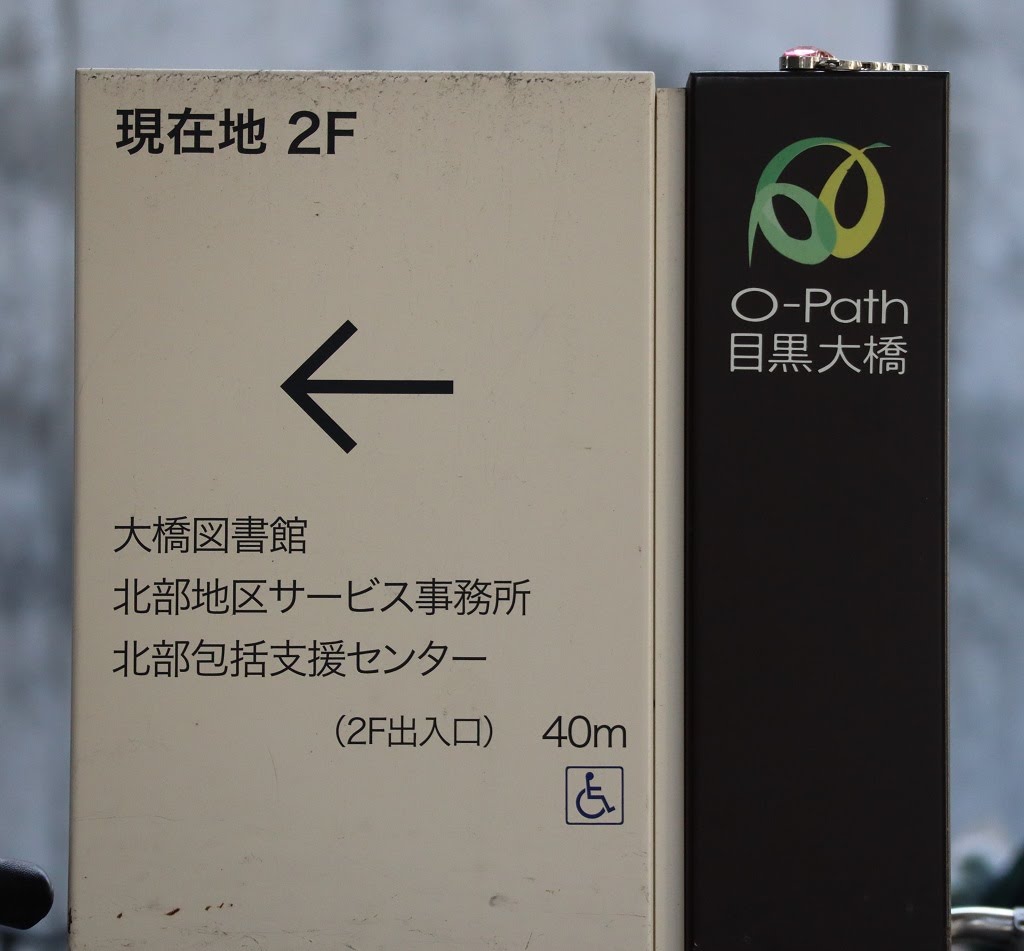 現在地 2F
大橋図書館
北部地区サービス事務所
北部包括支援センター
（2F出入口） 40m
O-Path
目黒大橋